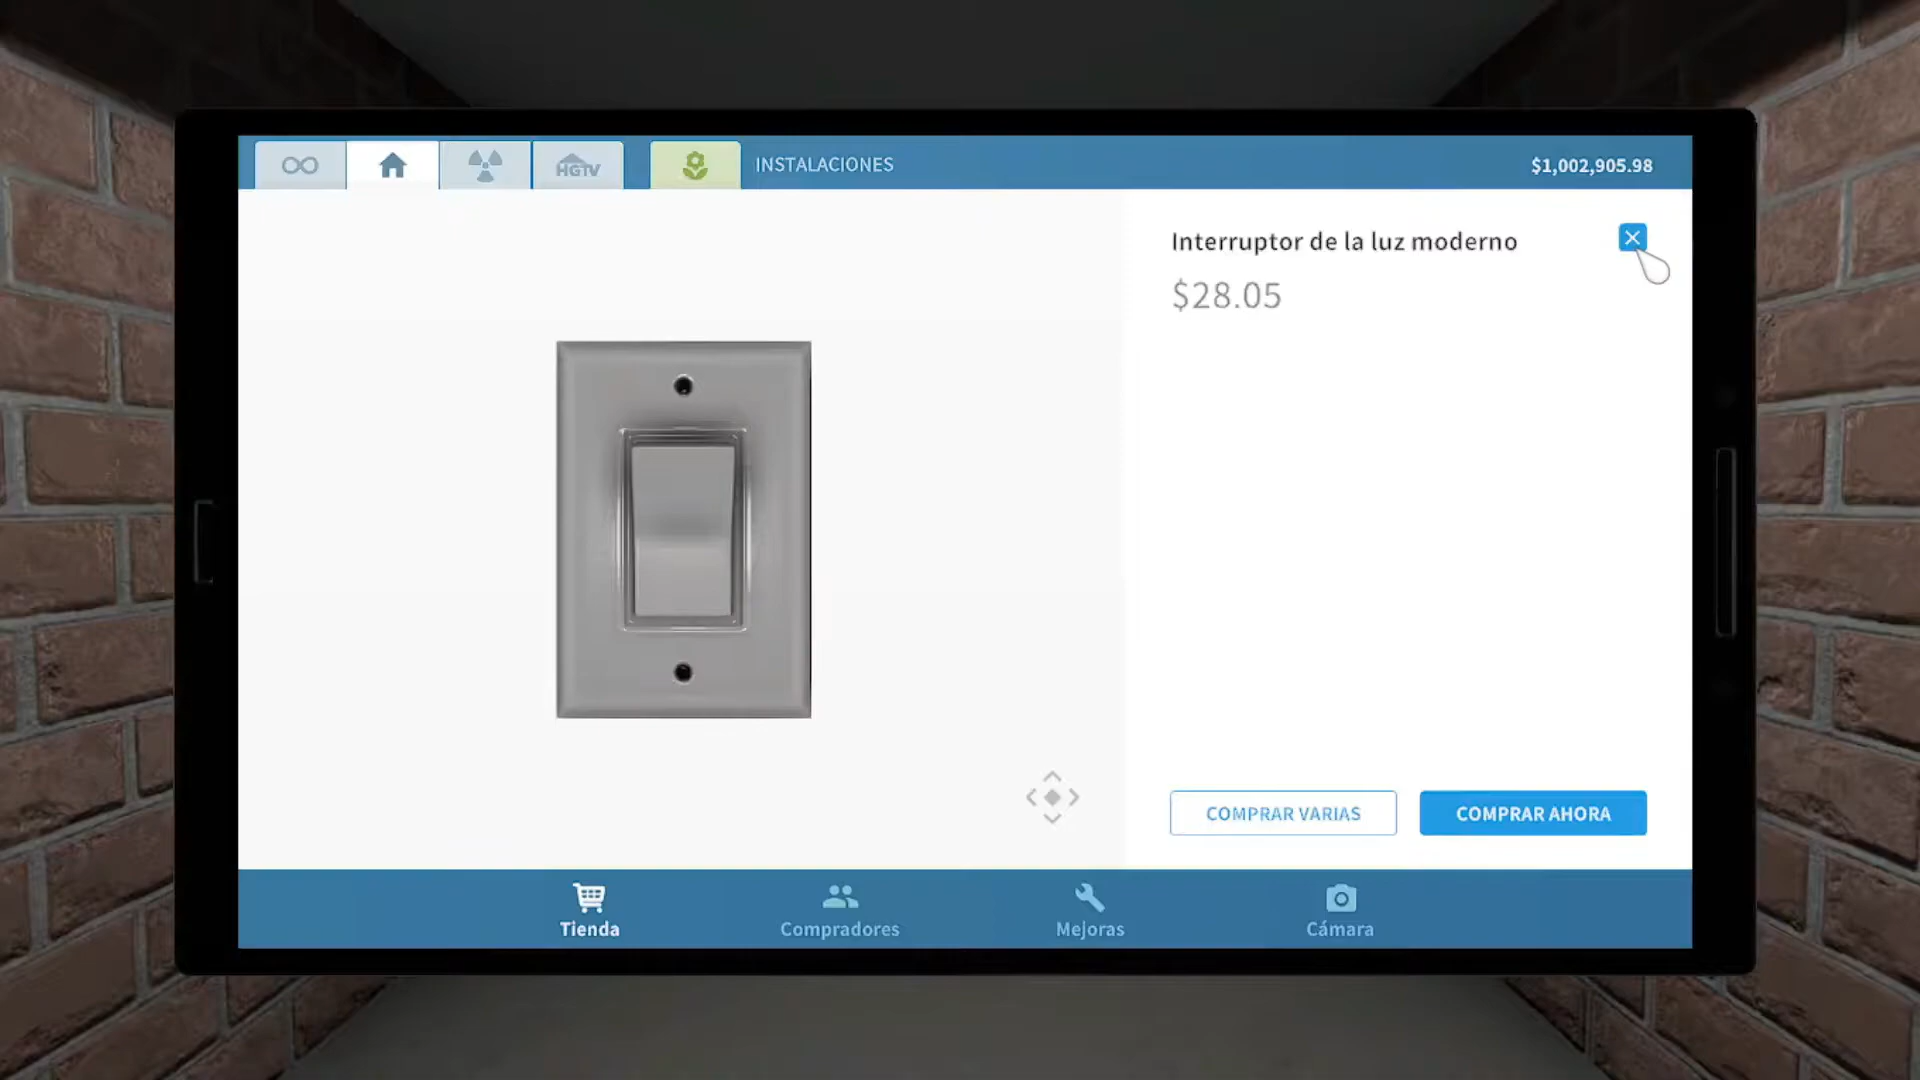 HGTV
INSTALACIONES
$1,002,905.98
Interruptor de la luz moderno
$28.05
COMPRAR VARIAS
COMPRAR AHORA
Tienda
Compradores
Mejoras
Cámara